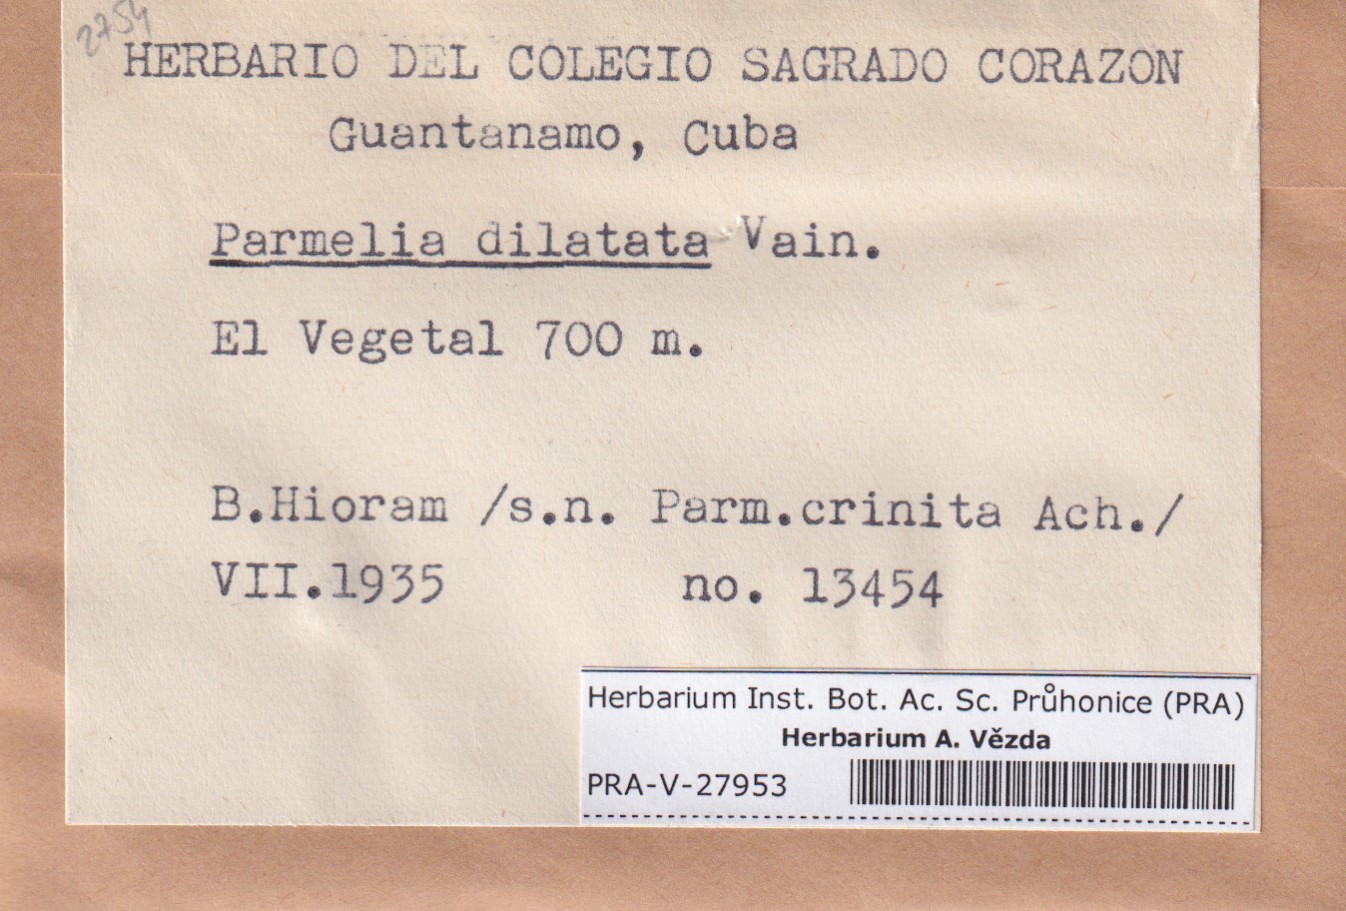 2754
HERBARIO DEL COLEGIO SAGRADO CORAZON
Guantanamo, Cuba
Parmelia dilatata Vain.
El Vegetal 700 m.
B.Hioram /s.n. Parm.crinita Ach./
VII.1935 no. 13454
Herbarium Inst. Bot. Ac. Sc. Průhonice (PRA)
Herbarium A. Vězda
PRA-V-27953